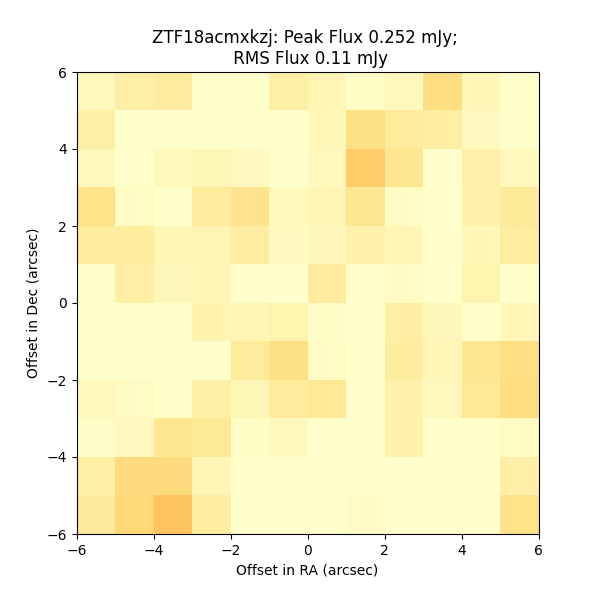 ZTF18acmxkzj: Peak Flux 0.252 mJy;
RMS Flux 0.11 mJy
6
4
2
0
−2
−4
−6
Offset in Dec (arcsec)
−6 −4 −2 0 2 4 6
Offset in RA (arcsec)